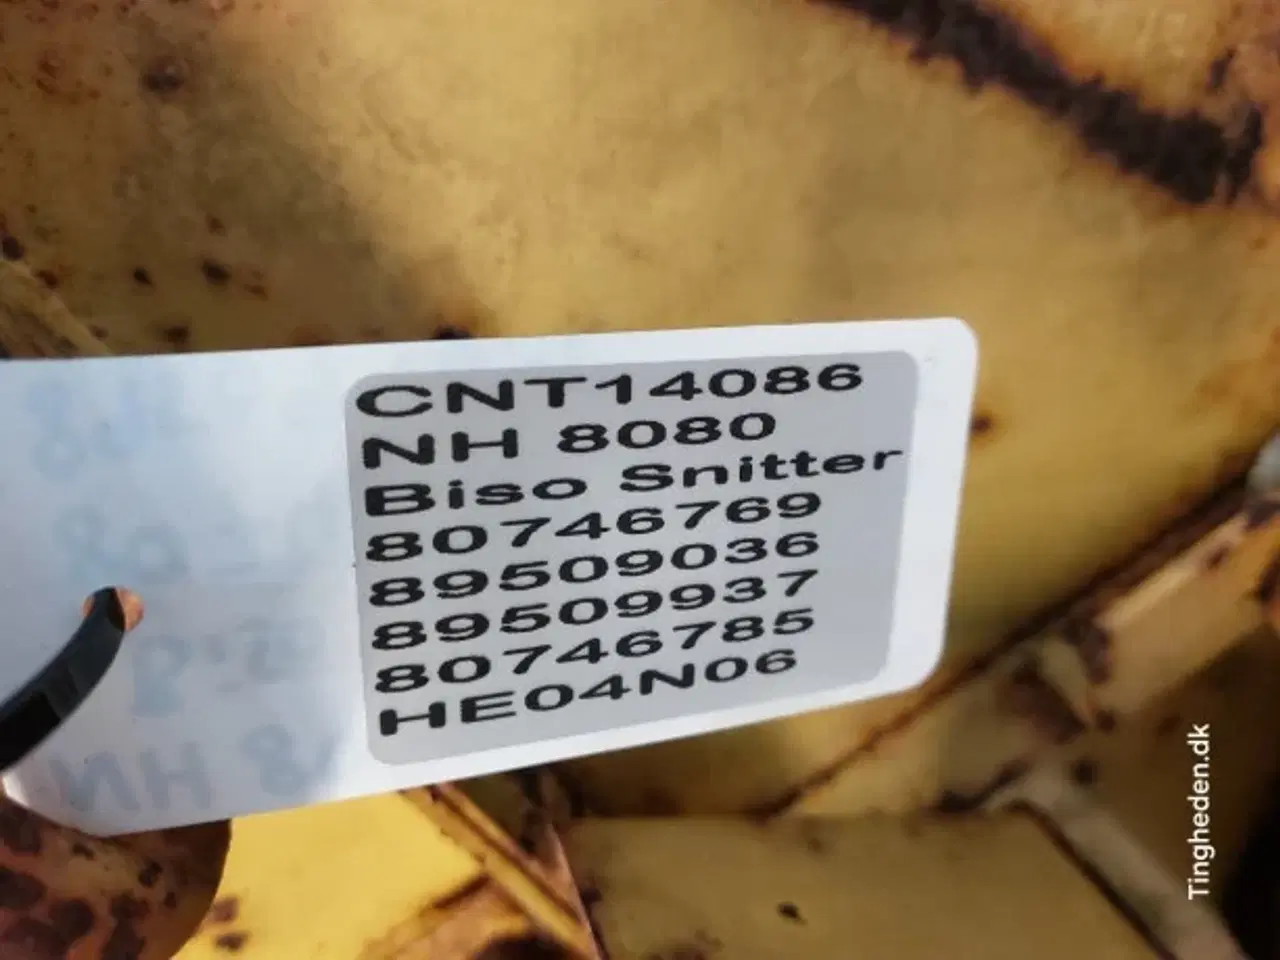 CNT14086
NH 8080
Biso Snitter
80746769
89509036
89509937
80746785
HE04N06
Tingheden.dk